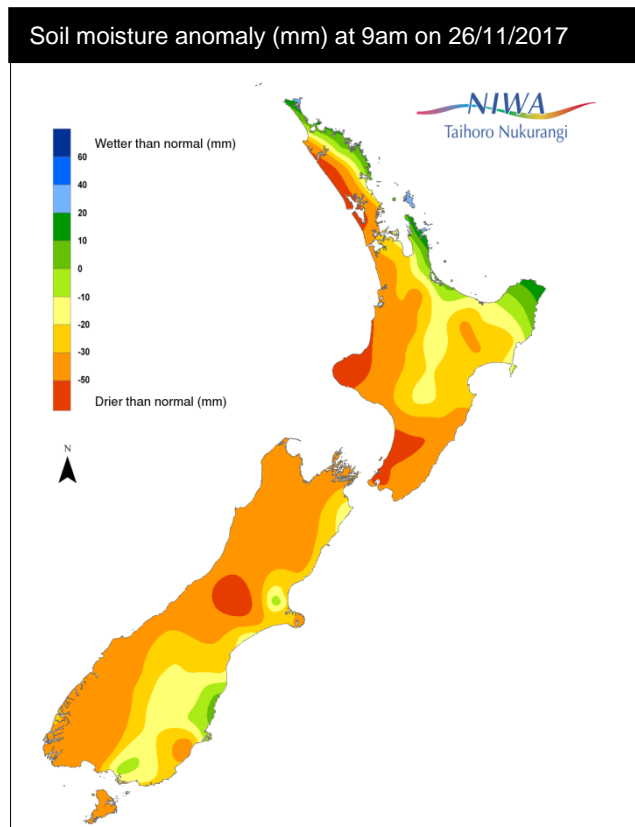 Soil moisture anomaly (mm) at 9am on 26/11/2017
NIWA
Taihoro Nukurangi
Wetter than normal (mm)
60
40
20
10
0
-10
-20
-30
-50
Drier than normal (mm)
N